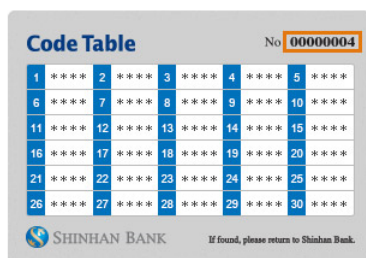 Code Table No 00000004
1 **** 2 **** 3 **** 4 **** 5 ****
6 **** 7 **** 8 **** 9 **** 10 ****
11 **** 12 **** 13 **** 14 **** 15 ****
16 **** 17 **** 18 **** 19 **** 20 ****
21 **** 22 **** 23 **** 24 **** 25 ****
26 **** 27 **** 28 **** 29 **** 30 ****
SHINHAN BANK If found, please return to Shinhan Bank.